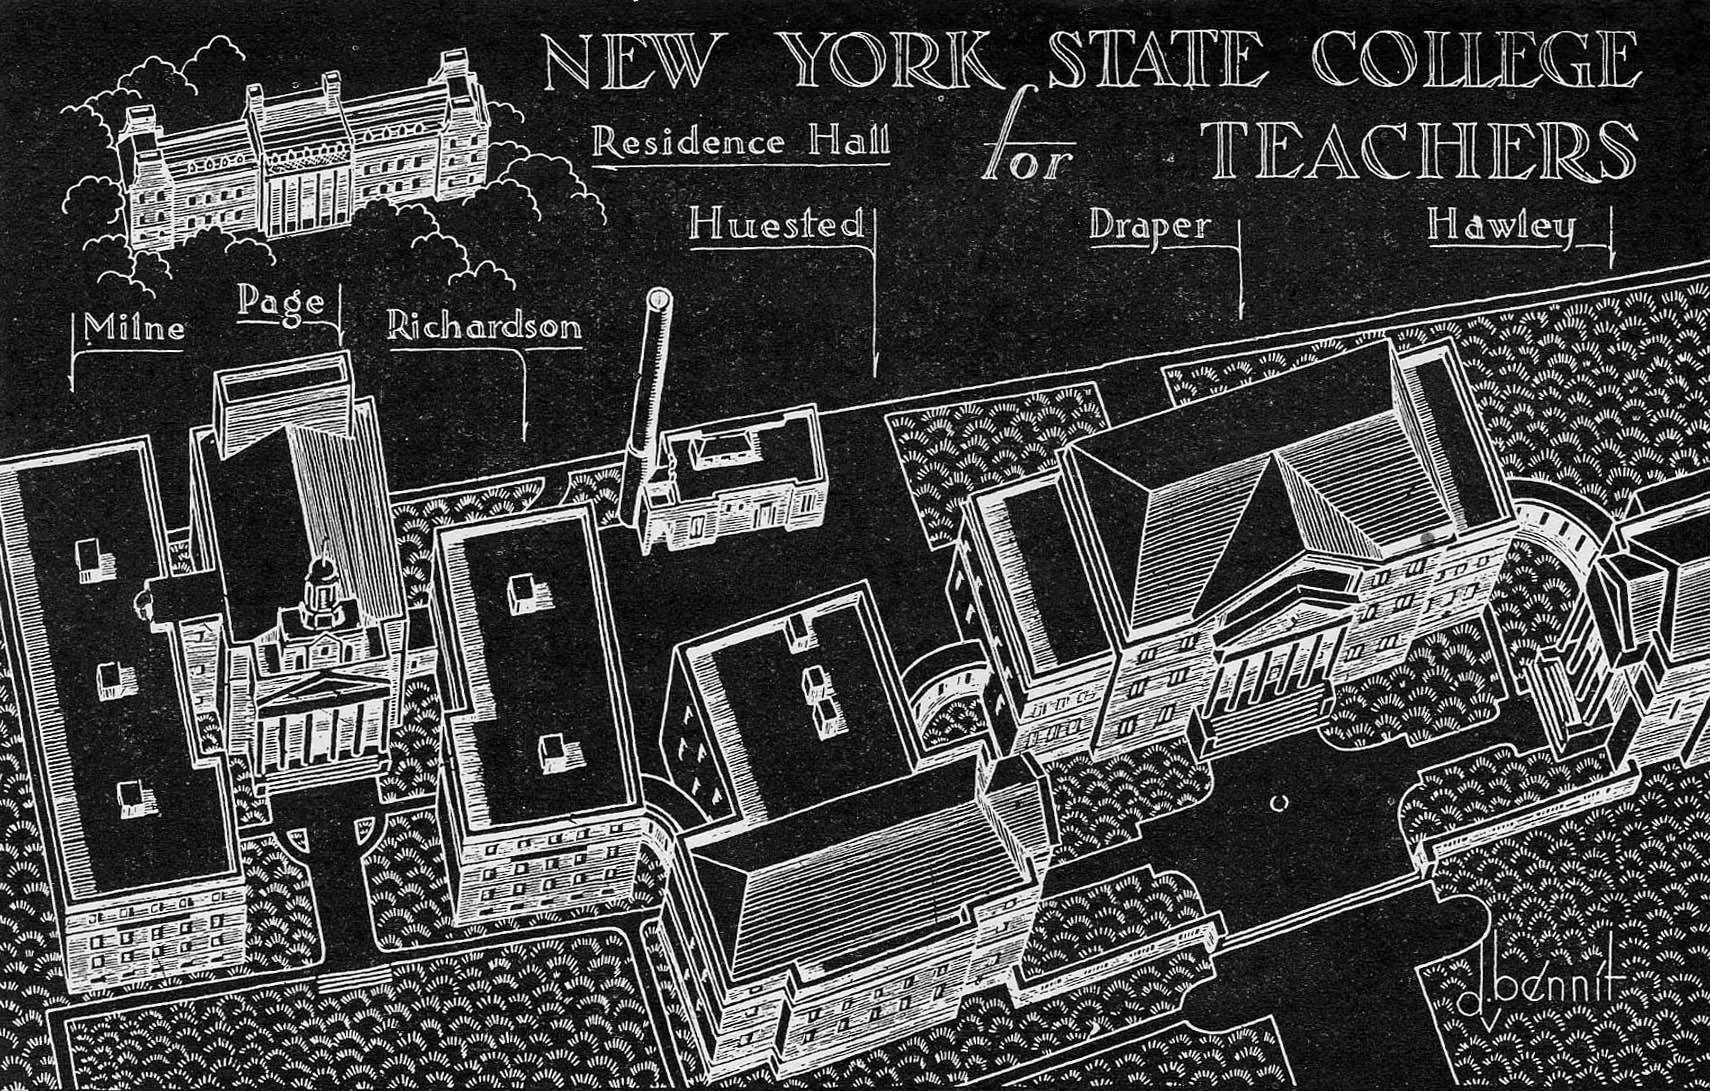 NEW YORK STATE COLLEGE
for TEACHERS
Residence Hall
Huested
Draper
Hawley
Page
Milne
Richardson
d.bennit